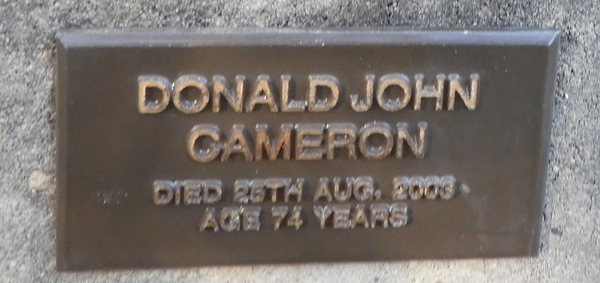 DONALD JOHN
CAMERON
DIED 25TH AUG. 2003
AGE 74 YEARS